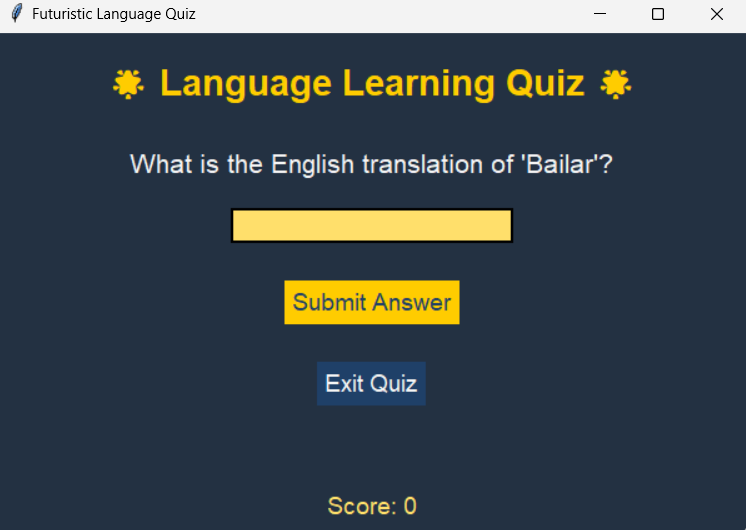 Futuristic Language Quiz
🌟 Language Learning Quiz 🌟
What is the English translation of 'Bailar'?
Submit Answer
Exit Quiz
Score: 0